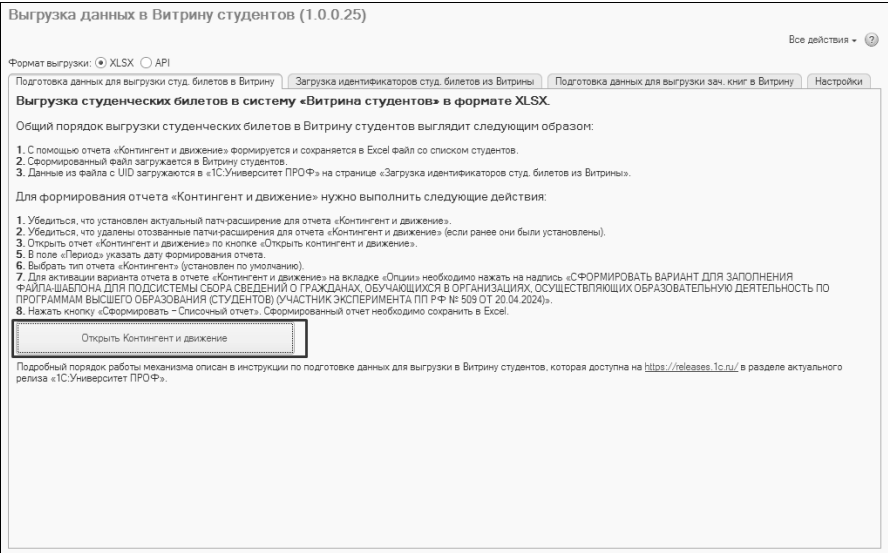 Выгрузка данных в Витрину студентов (1.0.0.25)
Все действия
?
Формат выгрузки: XLSX API
Подготовка данных для выгрузки студ. билетов в Витрину
Загрузка идентификаторов студ. билетов из Витрины
Подготовка данных для выгрузки зач. книг в Витрину
Настройки
Выгрузка студенческих билетов в систему «Витрина студентов» в формате XLSX.
Общий порядок выгрузки студенческих билетов в Витрину студентов выглядит следующим образом:
1. С помощью отчета «Контингент и движение» формируется и сохраняется в Excel файл со списком студентов.
2. Сформированный файл загружается в Витрину студентов.
3. Данные из файла с UID загружаются в «1С:Университет ПРОФ» на странице «Загрузка идентификаторов студ. билетов из Витрины».
Для формирования отчета «Контингент и движение» нужно выполнить следующие действия:
1. Убедиться, что установлен актуальный патч-расширение для отчета «Контингент и движение».
2. Убедиться, что удалены отозванные патчи-расширения для отчета «Контингент и движение» (если ранее они были установлены).
3. Открыть отчет «Контингент и движение» по кнопке «Открыть контингент и движение».
5. В поле «Период» указать дату формирования отчета.
6. Выбрать тип отчета «Контингент» (установлен по умолчанию).
7. Для активации варианта отчета в отчете «Контингент и движение» на вкладке «Опции» необходимо нажать на надпись «СФОРМИРОВАТЬ ВАРИАНТ ДЛЯ ЗАПОЛНЕНИЯ
ФАЙЛА-ШАБЛОНА ДЛЯ ПОДСИСТЕМЫ СБОРА СВЕДЕНИЙ О ГРАЖДАНАХ, ОБУЧАЮЩИХСЯ В ОРГАНИЗАЦИЯХ, ОСУЩЕСТВЛЯЮЩИХ ОБРАЗОВАТЕЛЬНУЮ ДЕЯТЕЛЬНОСТЬ ПО
ПРОГРАММАМ ВЫСШЕГО ОБРАЗОВАНИЯ (СТУДЕНТОВ) (УЧАСТНИК ЭКСПЕРИМЕНТА ПП РФ № 509 ОТ 20.04.2024)».
8. Нажать кнопку «Сформировать – Списочный отчет». Сформированный отчет необходимо сохранить в Excel.
Открыть Контингент и движение
Подробный порядок работы механизма описан в инструкции по подготовке данных для выгрузки в Витрину студентов, которая доступна на https://releases.1c.ru/ в разделе актуального
релиза «1С:Университет ПРОФ».